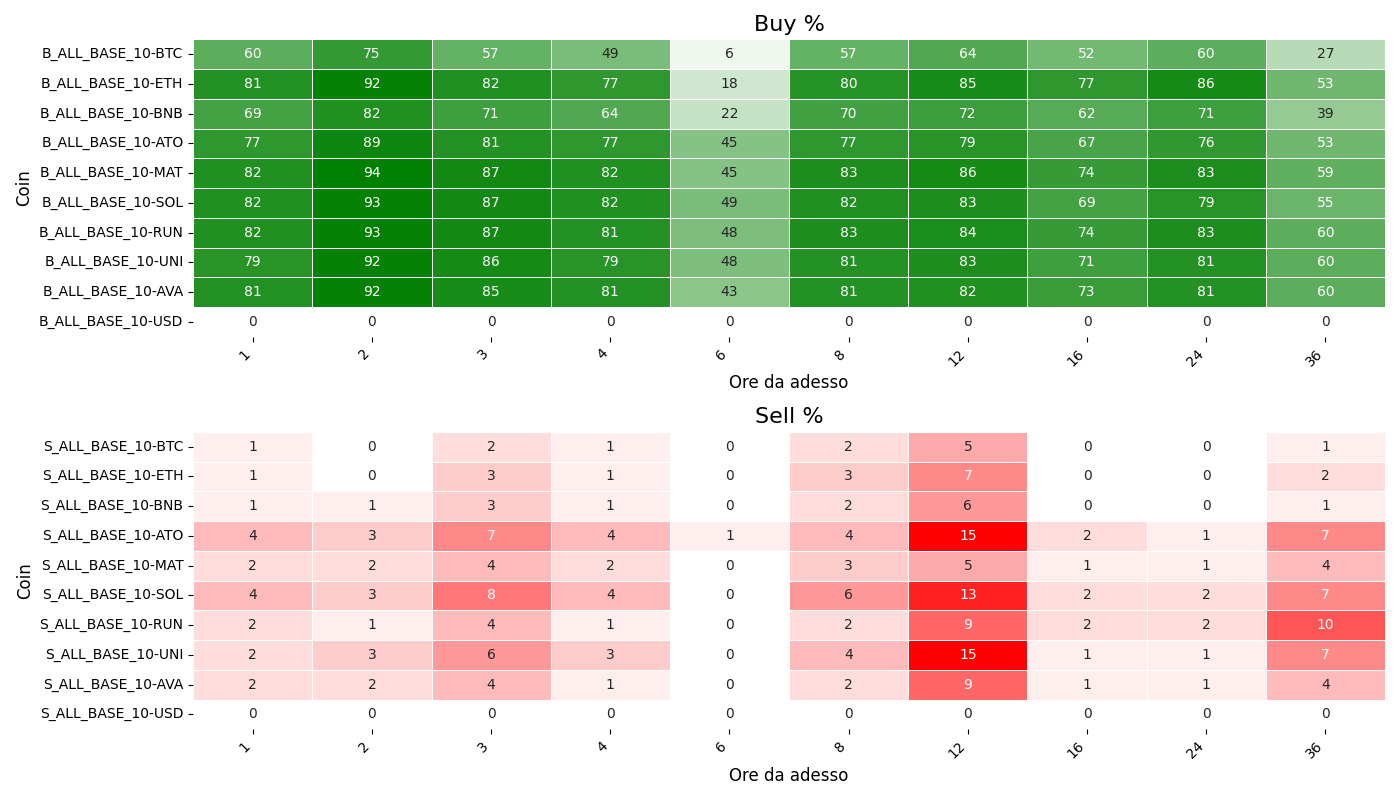 Buy %
Coin
B_ALL_BASE_10-BTC 60 75 57 49 6 57 64 52 60 27
B_ALL_BASE_10-ETH 81 92 82 77 18 80 85 77 86 53
B_ALL_BASE_10-BNB 69 82 71 64 22 70 72 62 71 39
B_ALL_BASE_10-ATO 77 89 81 77 45 77 79 67 76 53
B_ALL_BASE_10-MAT 82 94 87 82 45 83 86 74 83 59
B_ALL_BASE_10-SOL 82 93 87 82 49 82 83 69 79 55
B_ALL_BASE_10-RUN 82 93 87 81 48 83 84 74 83 60
B_ALL_BASE_10-UNI 79 92 86 79 48 81 83 71 81 60
B_ALL_BASE_10-AVA 81 92 85 81 43 81 82 73 81 60
B_ALL_BASE_10-USD 0 0 0 0 0 0 0 0 0 0
1 2 3 4 6 8 12 16 24 36
Ore da adesso
Sell %
Coin
S_ALL_BASE_10-BTC 1 0 2 1 0 2 5 0 0 1
S_ALL_BASE_10-ETH 1 0 3 1 0 3 7 0 0 2
S_ALL_BASE_10-BNB 1 1 3 1 0 2 6 0 0 1
S_ALL_BASE_10-ATO 4 3 7 4 1 4 15 2 1 7
S_ALL_BASE_10-MAT 2 2 4 2 0 3 5 1 1 4
S_ALL_BASE_10-SOL 4 3 8 4 0 6 13 2 2 7
S_ALL_BASE_10-RUN 2 1 4 1 0 2 9 2 2 10
S_ALL_BASE_10-UNI 2 3 6 3 0 4 15 1 1 7
S_ALL_BASE_10-AVA 2 2 4 1 0 2 9 1 1 4
S_ALL_BASE_10-USD 0 0 0 0 0 0 0 0 0 0
1 2 3 4 6 8 12 16 24 36
Ore da adesso